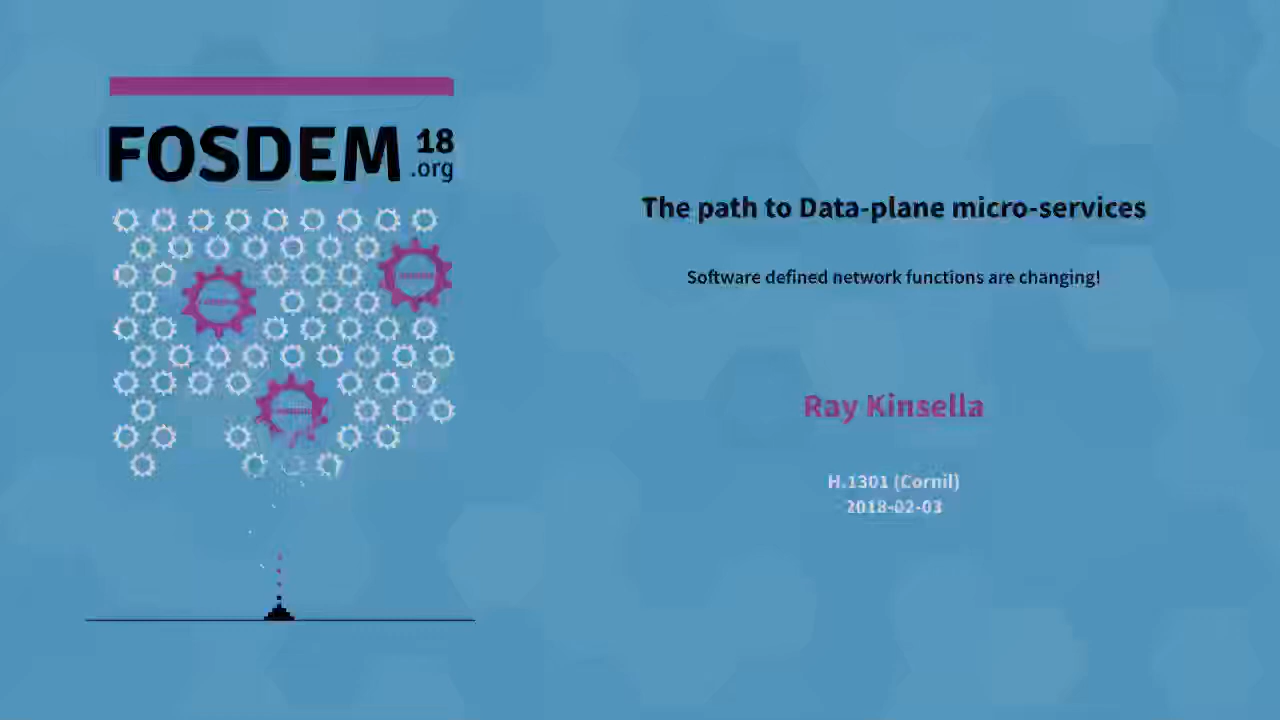 FOSDEM 18
.org
The path to Data-plane micro-services
Software defined network functions are changing!
Ray Kinsella
H.1301 (Cornil)
2018-02-03